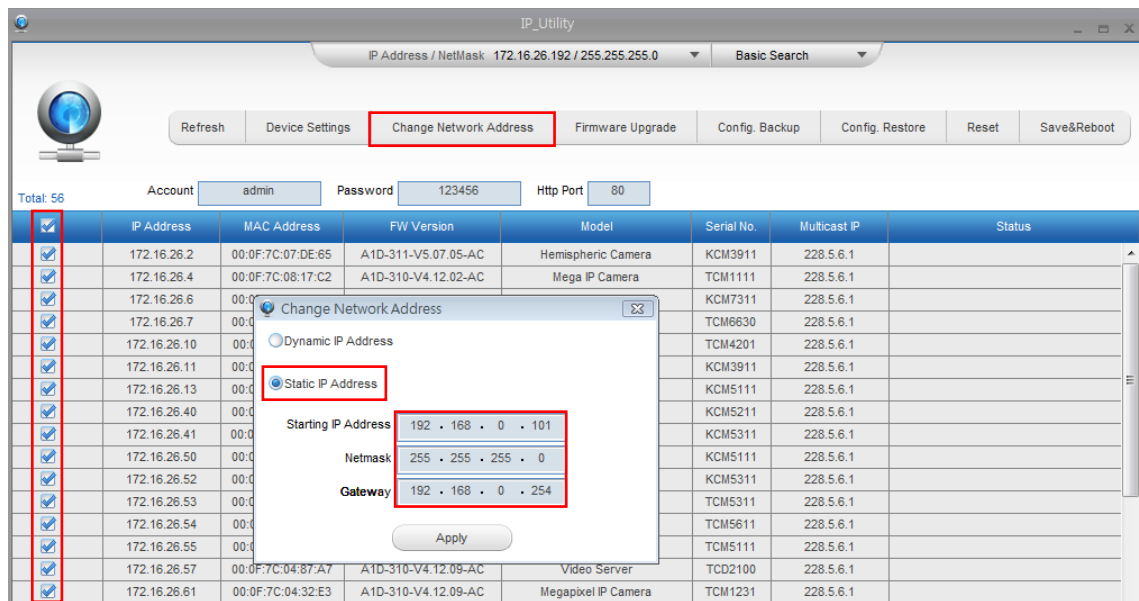 IP_Utility
IP Address / NetMask 172.16.26.192 / 255.255.255.0 Basic Search
Refresh Device Settings Change Network Address Firmware Upgrade Config. Backup Config. Restore Reset Save&Reboot
Total: 56 Account admin Password 123456 Http Port 80
IP Address MAC Address FW Version Model Serial No. Multicast IP Status
172.16.26.2 00:0F:7C:07:DE:65 A1D-311-V5.07.05-AC Hemispheric Camera KCM3911 228.5.6.1
172.16.26.4 00:0F:7C:08:17:C2 A1D-310-V4.12.02-AC Mega IP Camera TCM1111 228.5.6.1
172.16.26.6 KCM7311 228.5.6.1
172.16.26.7 TCM6630 228.5.6.1
172.16.26.10 TCM4201 228.5.6.1
172.16.26.11 KCM3911 228.5.6.1
172.16.26.13 KCM5111 228.5.6.1
172.16.26.40 KCM5211 228.5.6.1
172.16.26.41 KCM5311 228.5.6.1
172.16.26.50 KCM5111 228.5.6.1
172.16.26.52 KCM5311 228.5.6.1
172.16.26.53 TCM5311 228.5.6.1
172.16.26.54 TCM5611 228.5.6.1
172.16.26.55 TCM5111 228.5.6.1
172.16.26.57 00:0F:7C:04:87:A7 A1D-310-V4.12.09-AC Video Server TCD2100 228.5.6.1
172.16.26.61 00:0F:7C:04:32:E3 A1D-310-V4.12.09-AC Megapixel IP Camera TCM1231 228.5.6.1
Change Network Address
Dynamic IP Address
Static IP Address
Starting IP Address 192 . 168 . 0 . 101
Netmask 255 . 255 . 255 . 0
Gateway 192 . 168 . 0 . 254
Apply